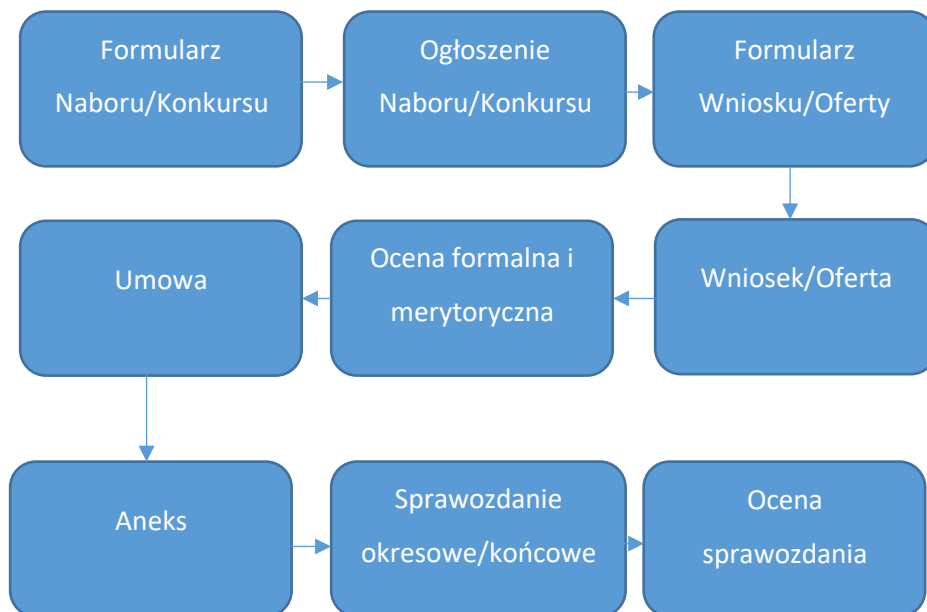 Formularz
Naboru/Konkursu
Ogłoszenie
Naboru/Konkursu
Formularz
Wniosku/Oferty
Wniosek/Oferta
Ocena formalna i
merytoryczna
Umowa
Aneks
Sprawozdanie
okresowe/końcowe
Ocena
sprawozdania